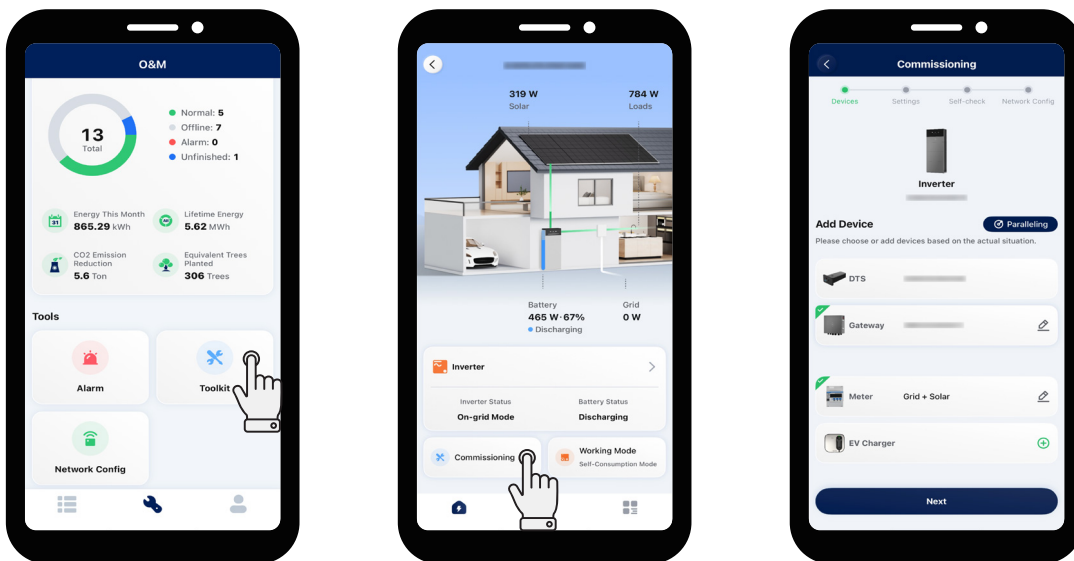 O&M
13
Total
Normal: 5
Offline: 7
Alarm: 0
Unfinished: 1
31
Energy This Month
865.29 kWh
Lifetime Energy
5.62 MWh
CO2 Emission
Reduction
5.6 Ton
Equivalent Trees
Planted
306 Trees
Tools
Alarm
Toolkit
Network Config
319 W
Solar
784 W
Loads
Battery
465 W·67%
Discharging
Grid
0 W
Inverter
Inverter Status
On-grid Mode
Battery Status
Discharging
Commissioning
Working Mode
Self-Consumption Mode
Commissioning
Devices
Settings
Self-check
Network Config
Inverter
Add Device
Paralleling
Please choose or add devices based on the actual situation.
DTS
Gateway
Meter
Grid + Solar
EV Charger
Next